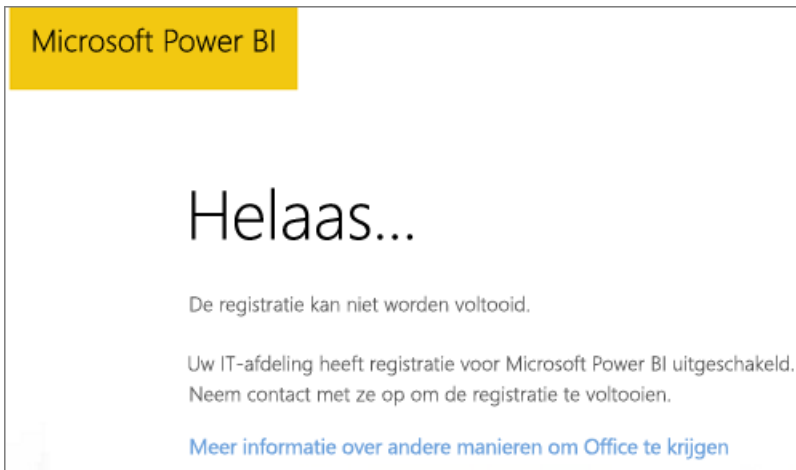 Microsoft Power BI
Helaas...
De registratie kan niet worden voltooid.
Uw IT-afdeling heeft registratie voor Microsoft Power BI uitgeschakeld.
Neem contact met ze op om de registratie te voltooien.
Meer informatie over andere manieren om Office te krijgen